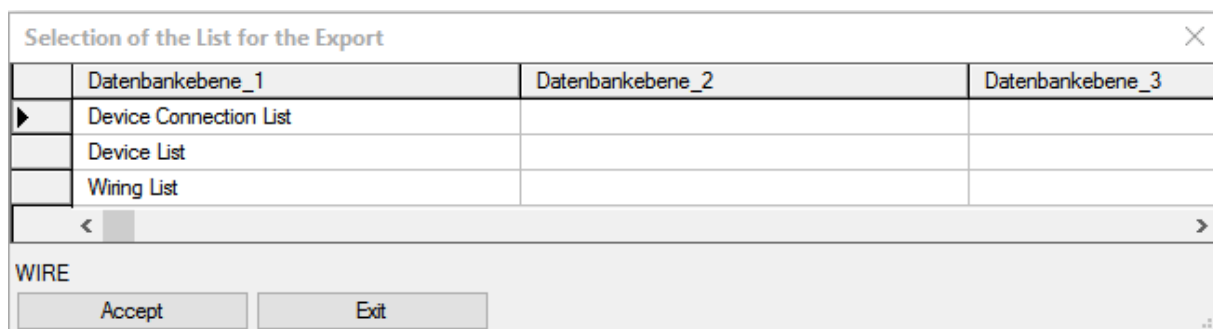 Selection of the List for the Export
Datenbankebene_1 Datenbankebene_2 Datenbankebene_3
Device Connection List
Device List
Wiring List
WIRE
Accept Exit